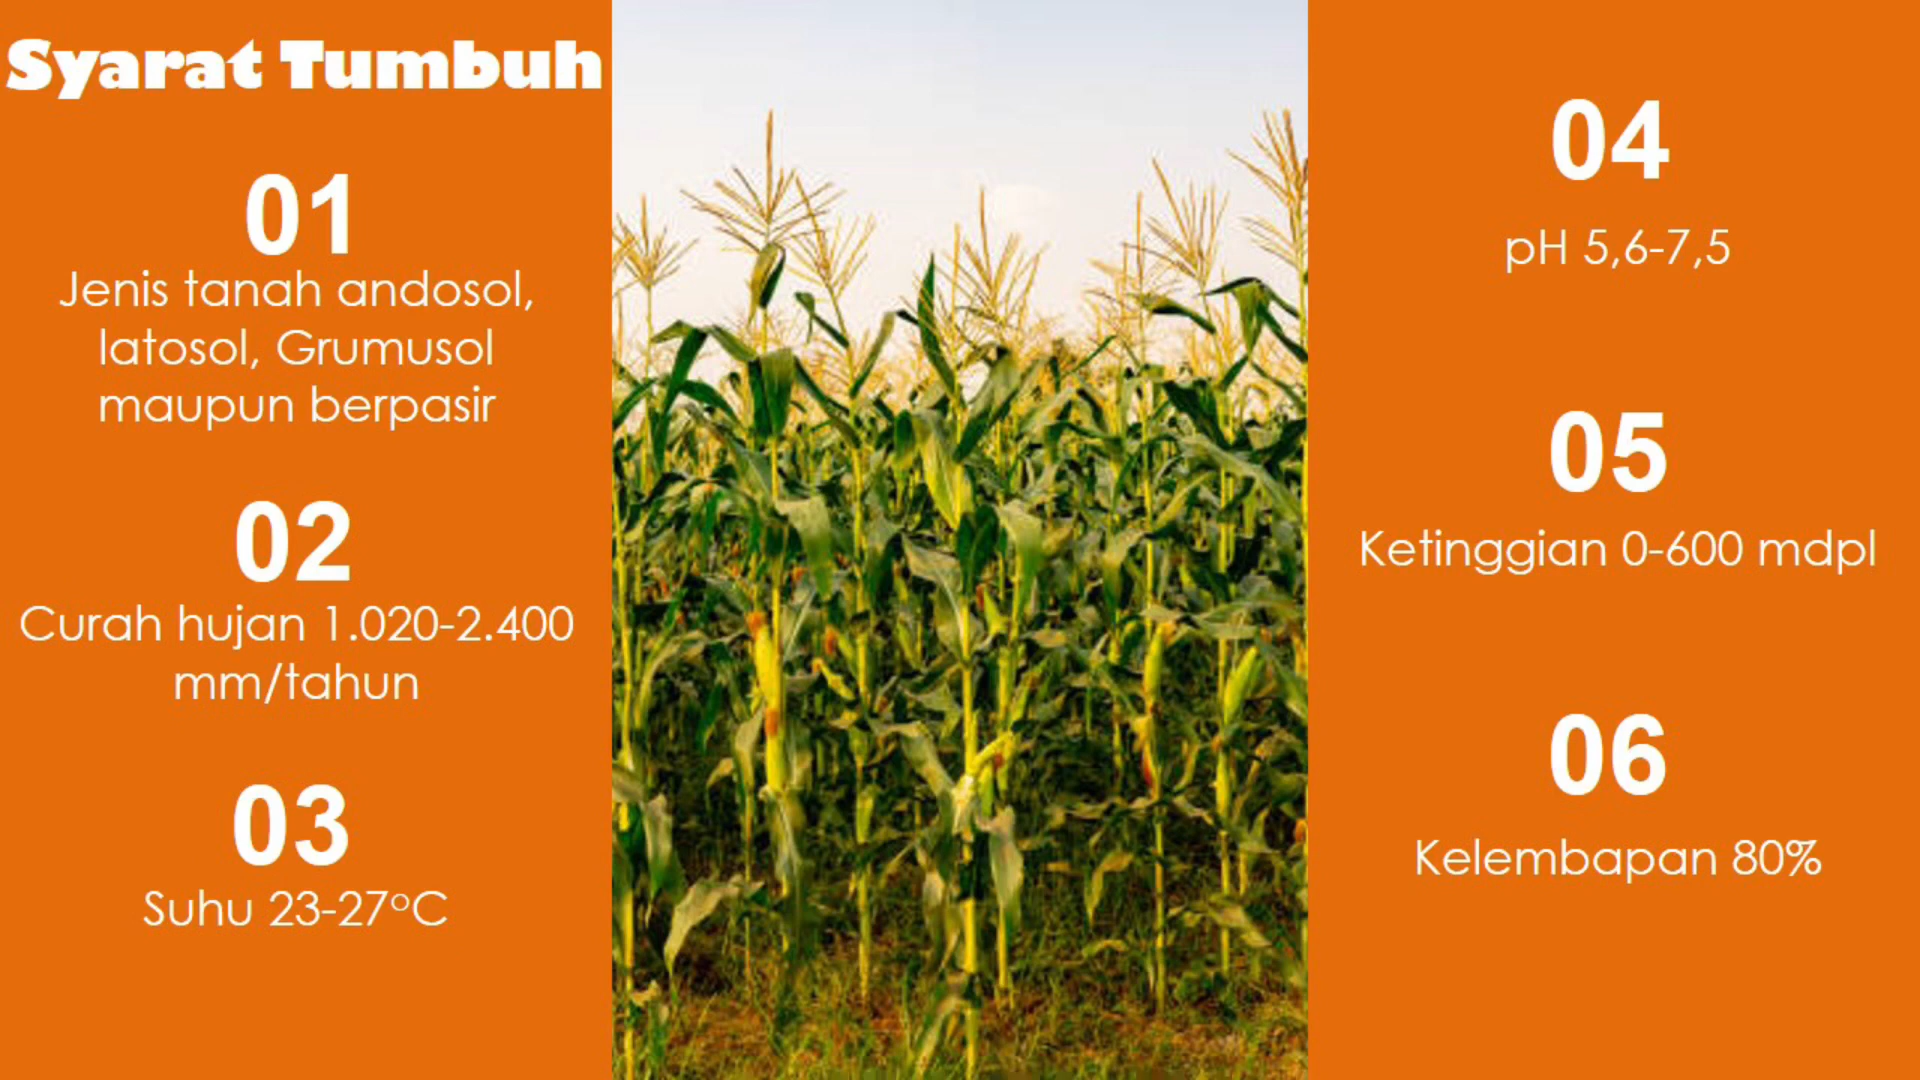 Syarat Tumbuh
01
Jenis tanah andosol,
latosol, Grumusol
maupun berpasir
02
Curah hujan 1.020-2.400
mm/tahun
03
Suhu 23-27°C
04
pH 5,6-7,5
05
Ketinggian 0-600 mdpl
06
Kelembapan 80%